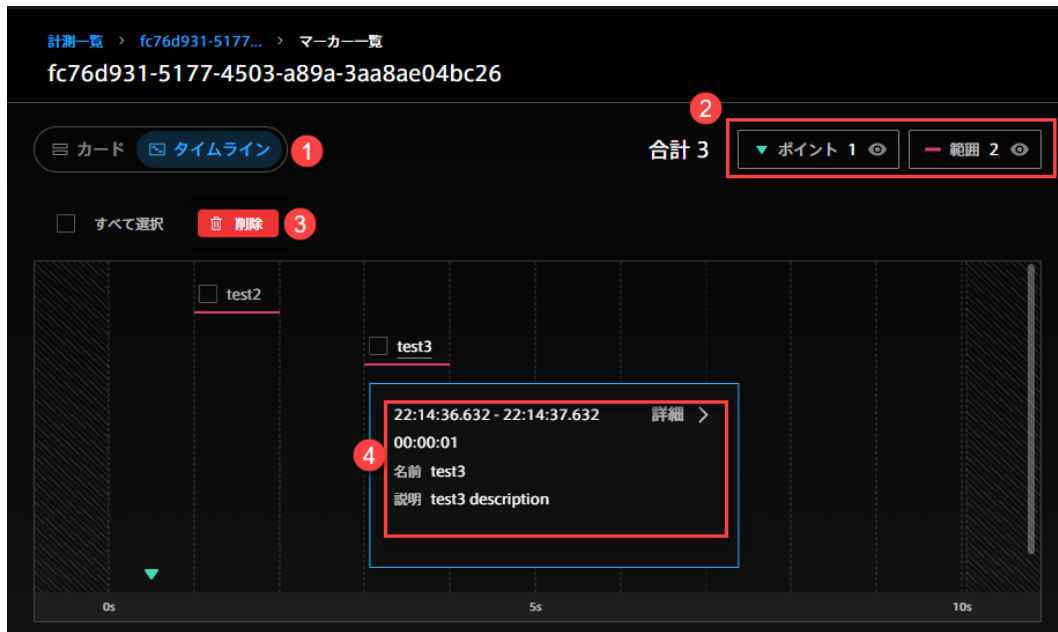 計測一覧 > fc76d931-5177... > マーカー一覧
fc76d931-5177-4503-a89a-3aa8ae04bc26
2
カード タイムライン 1 合計 3 ポイント 1 範囲 2
すべて選択 削除 3
test2
test3
22:14:36.632 - 22:14:37.632 詳細 >
00:00:01
4
名前 test3
説明 test3 description
0s 5s 10s